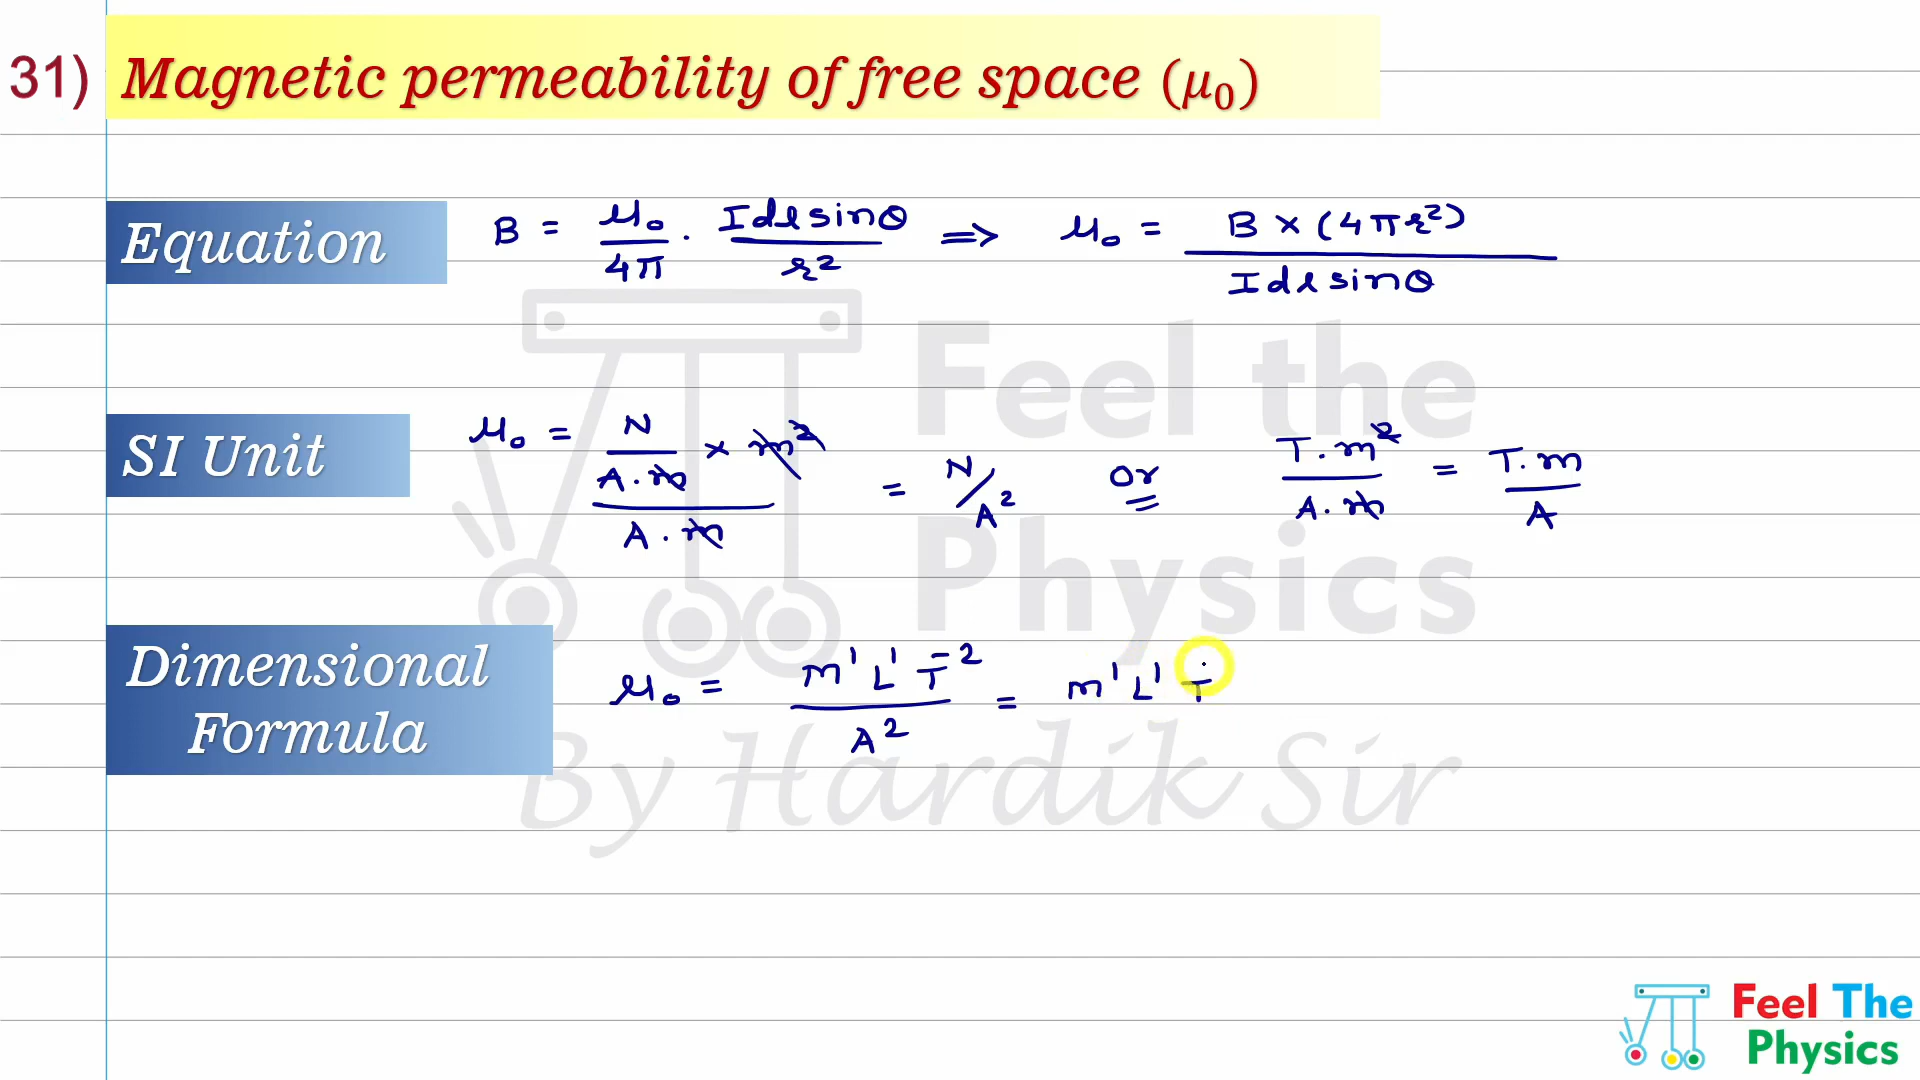 31) Magnetic permeability of free space (μ₀)
Equation B = μ₀/4π · Idl sinθ/r² ⇒ μ₀ = B × (4πr²)/Idl sinθ
SI Unit μ₀ = N/A·m × m²/A·m = N/A² Or T·m²/A·m = T·m/A
Dimensional Formula μ₀ = M¹L¹T⁻²/A² = M¹L¹T
Feel the Physics
By Hardik Sir
Feel The
Physics